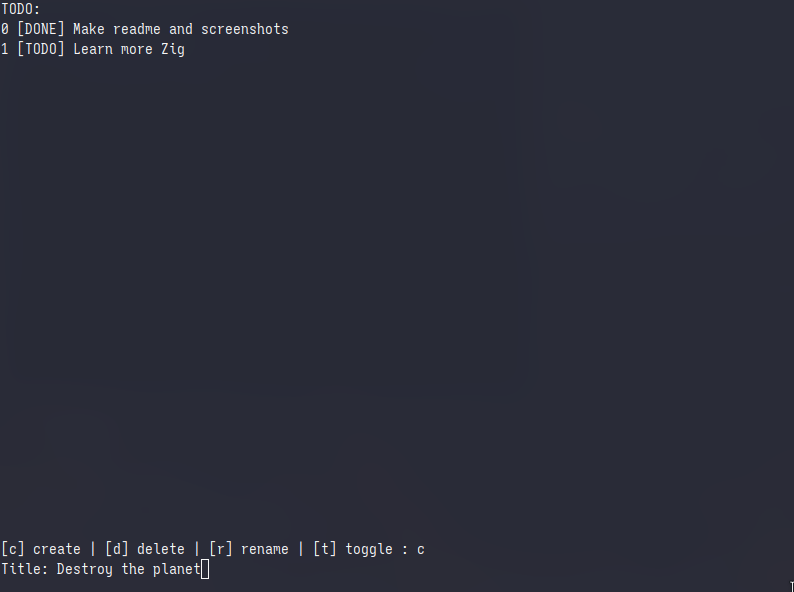 TODO:
0 [DONE] Make readme and screenshots
1 [TODO] Learn more Zig
[c] create | [d] delete | [r] rename | [t] toggle : c
Title: Destroy the planet